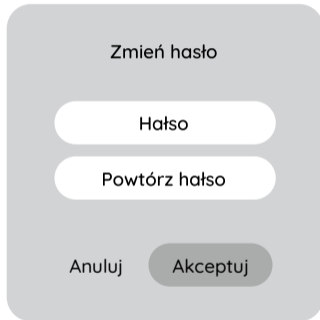 Zmień hasło
Hałso
Powtórz hałso
Anuluj
Akceptuj